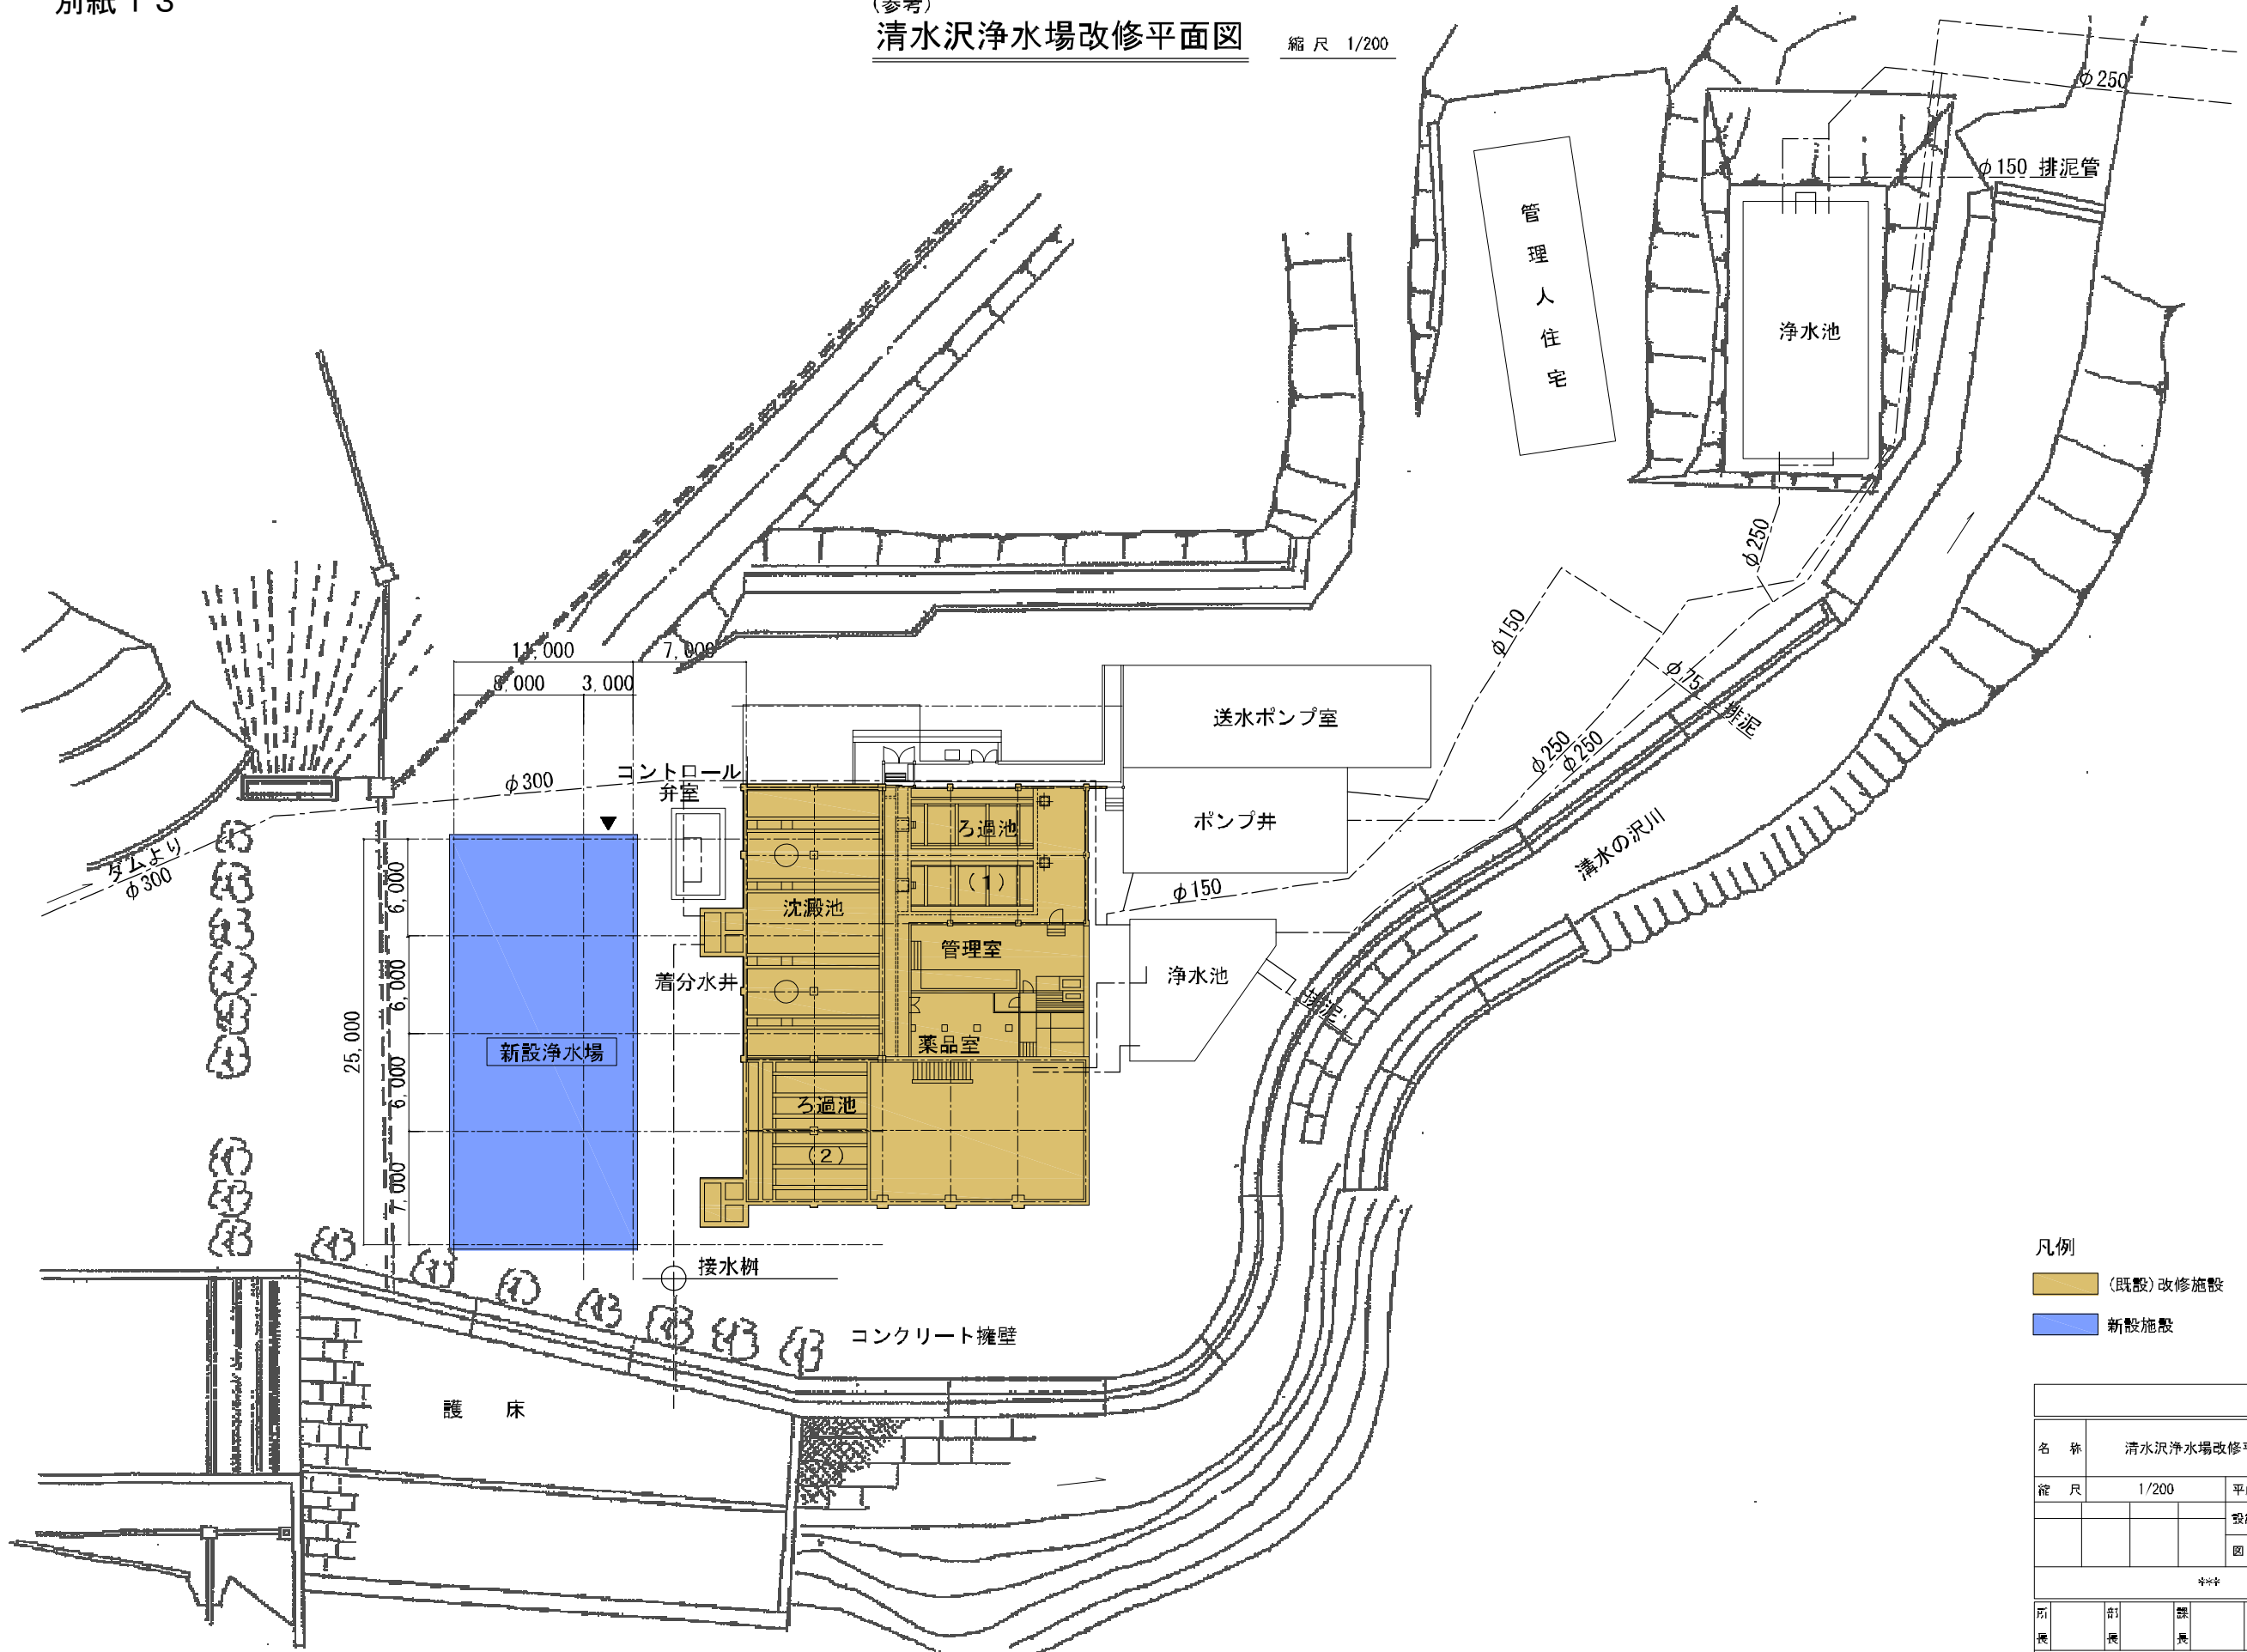 別紙13
(参考)
清水沢浄水場改修平面図
縮尺 1/200
φ250
φ150 排泥管
管理人住宅
浄水池
φ250
φ150
φ75
排泥
φ250
φ250
11,000
7,000
8,000
3,000
送水ポンプ室
コントロール
弁室
φ300
ろ過池
(1)
ポンプ井
清水の沢川
ダムより
φ300
6,000
沈澱池
φ150
管理室
着分水井
6,000
浄水池
排泥
25,000
新設浄水場
薬品室
6,000
ろ過池
(2)
7,000
接水桝
コンクリート擁壁
護床
凡例
(既設)改修施設
新設施設
名称
清水沢浄水場改修平
縮尺
1/200
***
所長
部長
課長